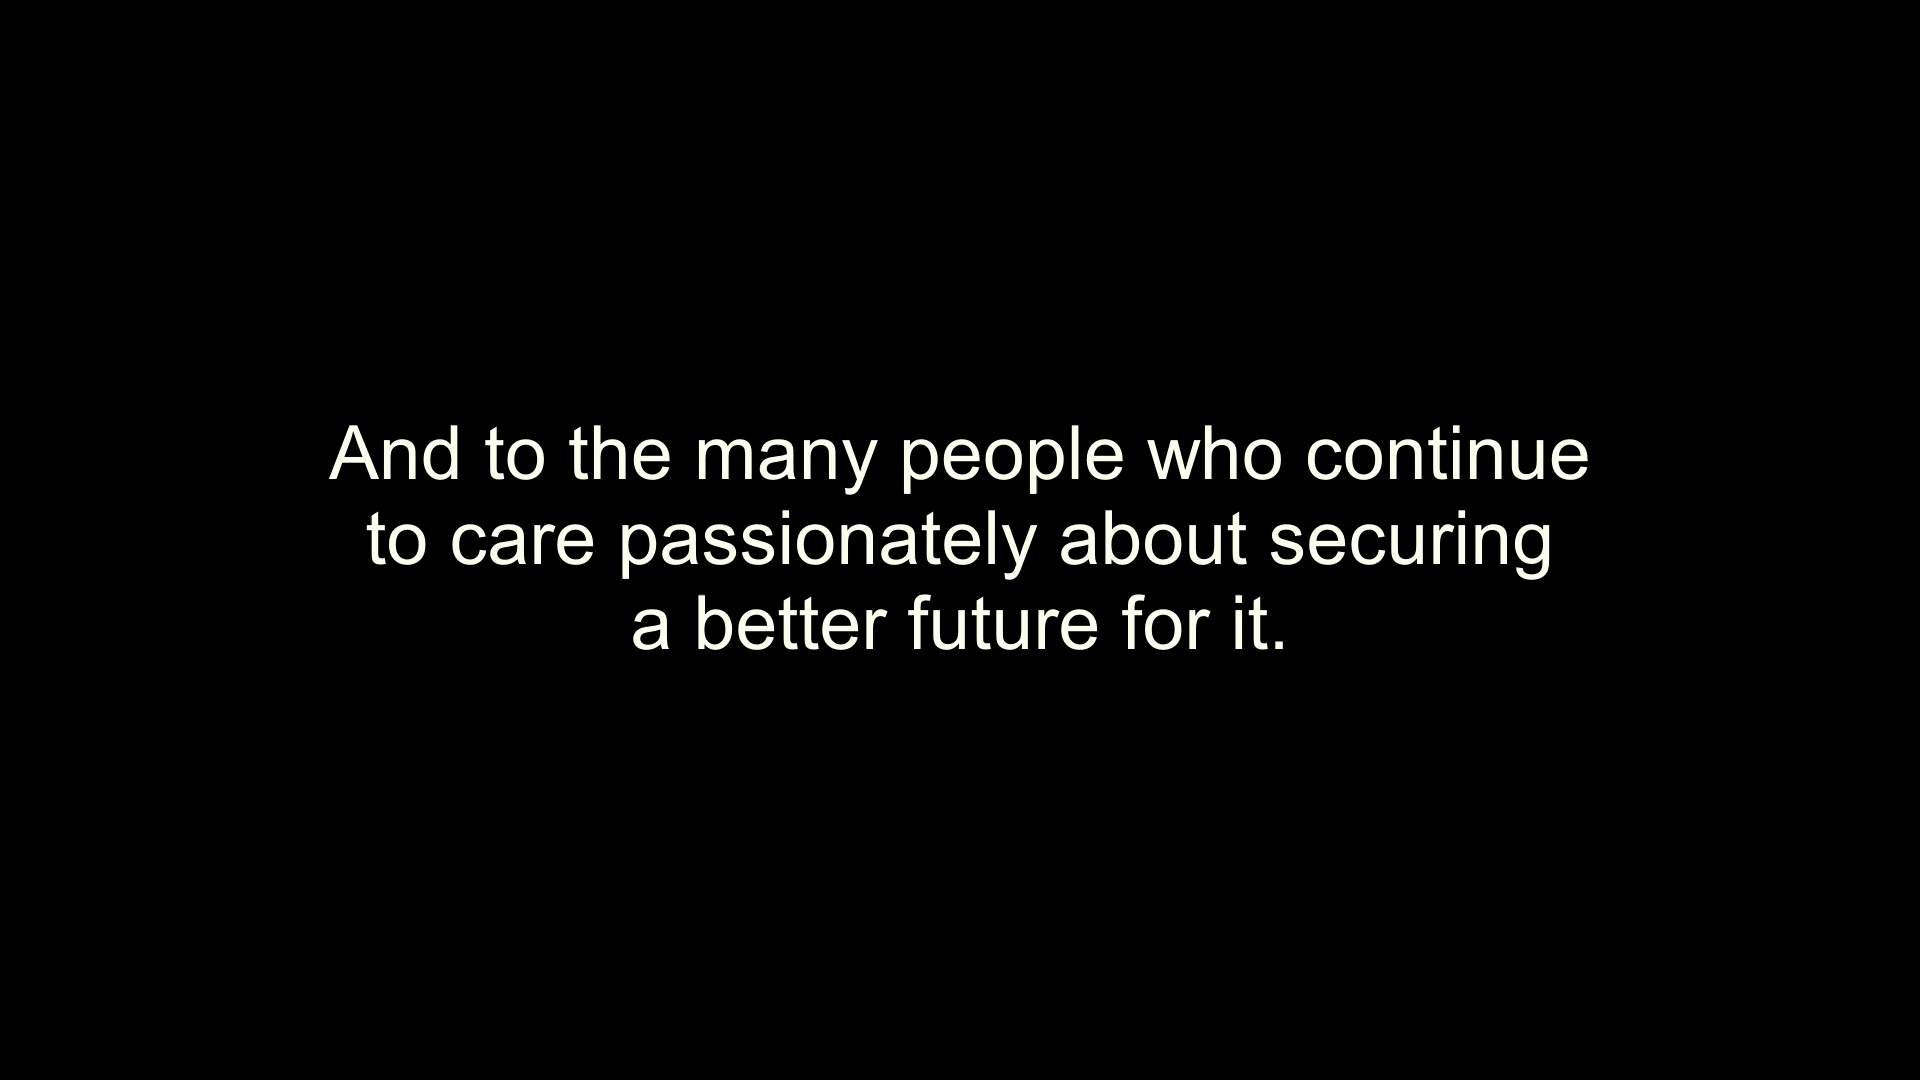 And to the many people who continue
to care passionately about securing
a better future for it.